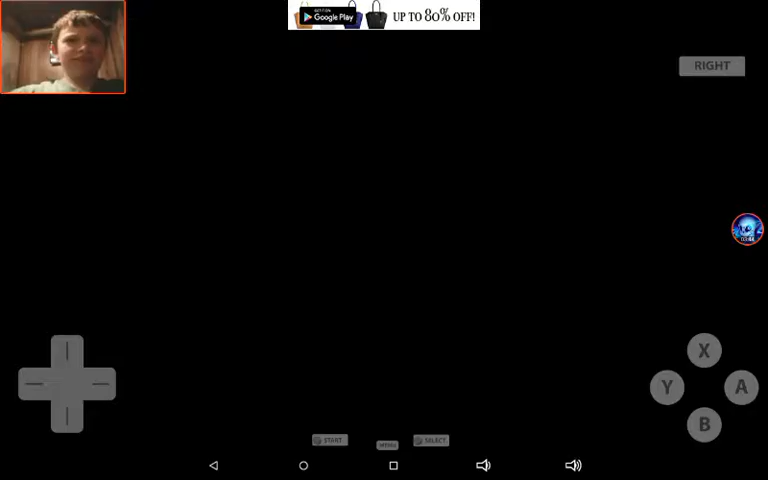 GET IT ON
Google Play
UP TO 80% OFF!
RIGHT
X
Y
A
B
START
MENU
SELECT